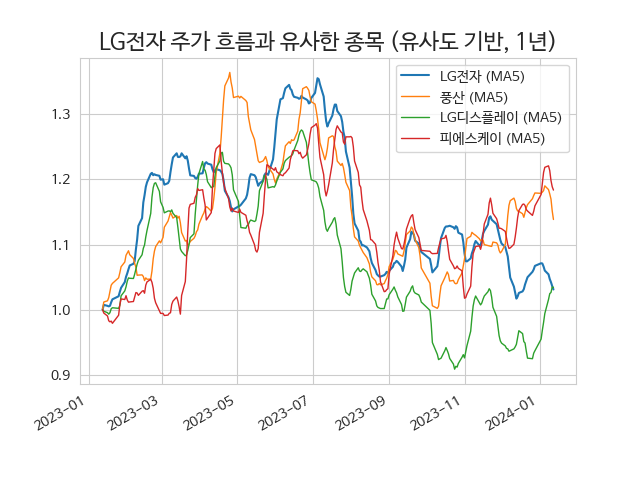 LG전자 주가 흐름과 유사한 종목 (유사도 기반, 1년)
LG전자 (MA5)
풍산 (MA5)
LG디스플레이 (MA5)
피에스케이 (MA5)
1.3
1.2
1.1
1.0
0.9
2023-01
2023-03
2023-05
2023-07
2023-09
2023-11
2024-01